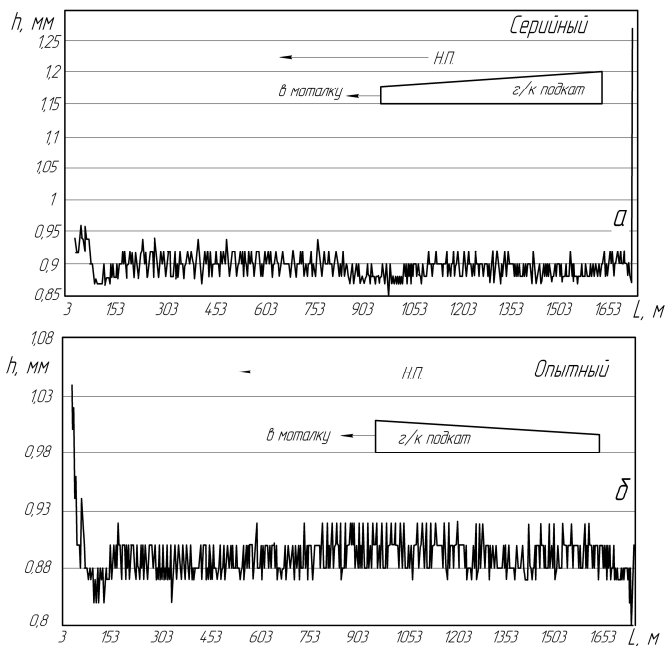 h, мм
Серийный
1,25
Н.П.
1,2
в моталку
г/к подкат
1,15
1,1
1,05
1
0,95
а
0,9
0,85
3 153 303 453 603 753 903 1053 1203 1353 1503 1653 L, м
1,08
h, мм
Н.П.
Опытный
1,03
в моталку
г/к подкат
0,98
б
0,93
0,88
0,8
3 153 303 453 603 753 903 1053 1203 1353 1503 1653 L, м